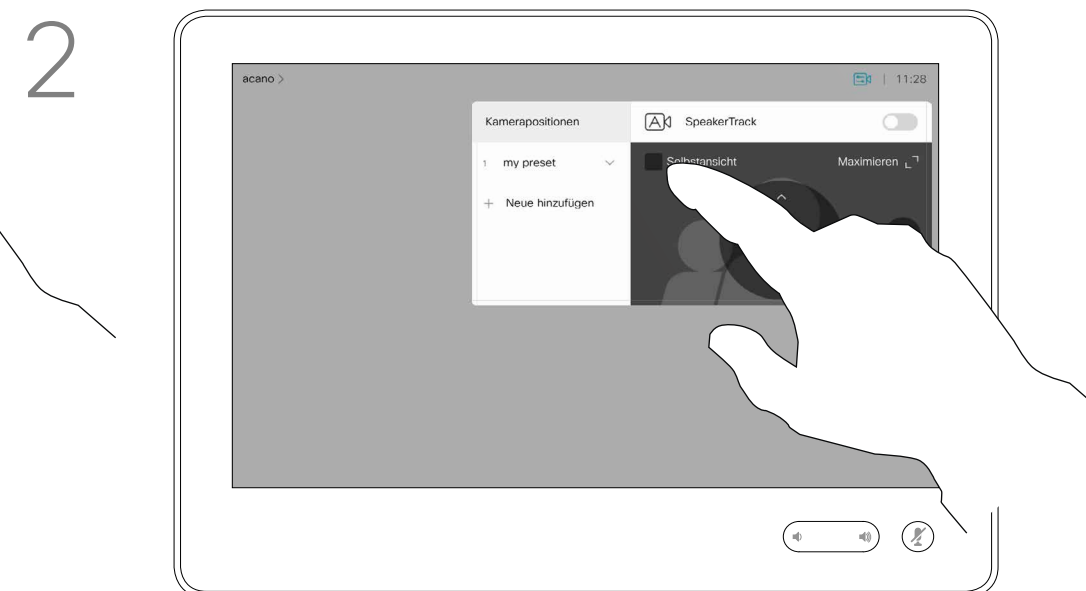 2
acano >
11:28
Kamerapositionen
SpeakerTrack
1 my preset
Selbstansicht
Maximieren
+ Neue hinzufügen